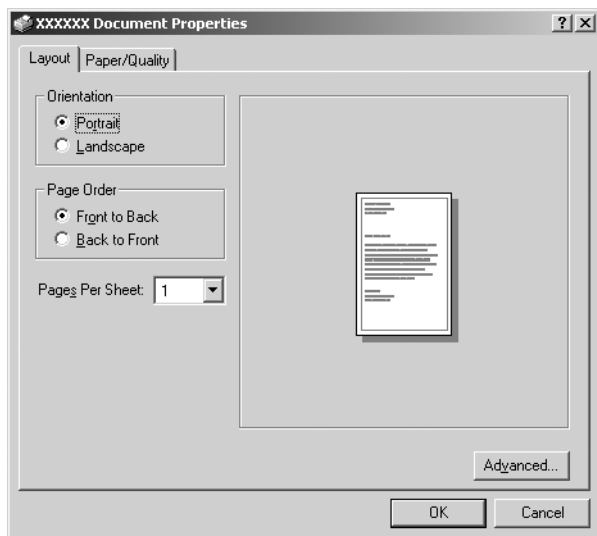 XXXXXX Document Properties
Layout
Paper/Quality
Orientation
Portrait
Landscape
Page Order
Front to Back
Back to Front
Pages Per Sheet: 1
Advanced...
OK
Cancel